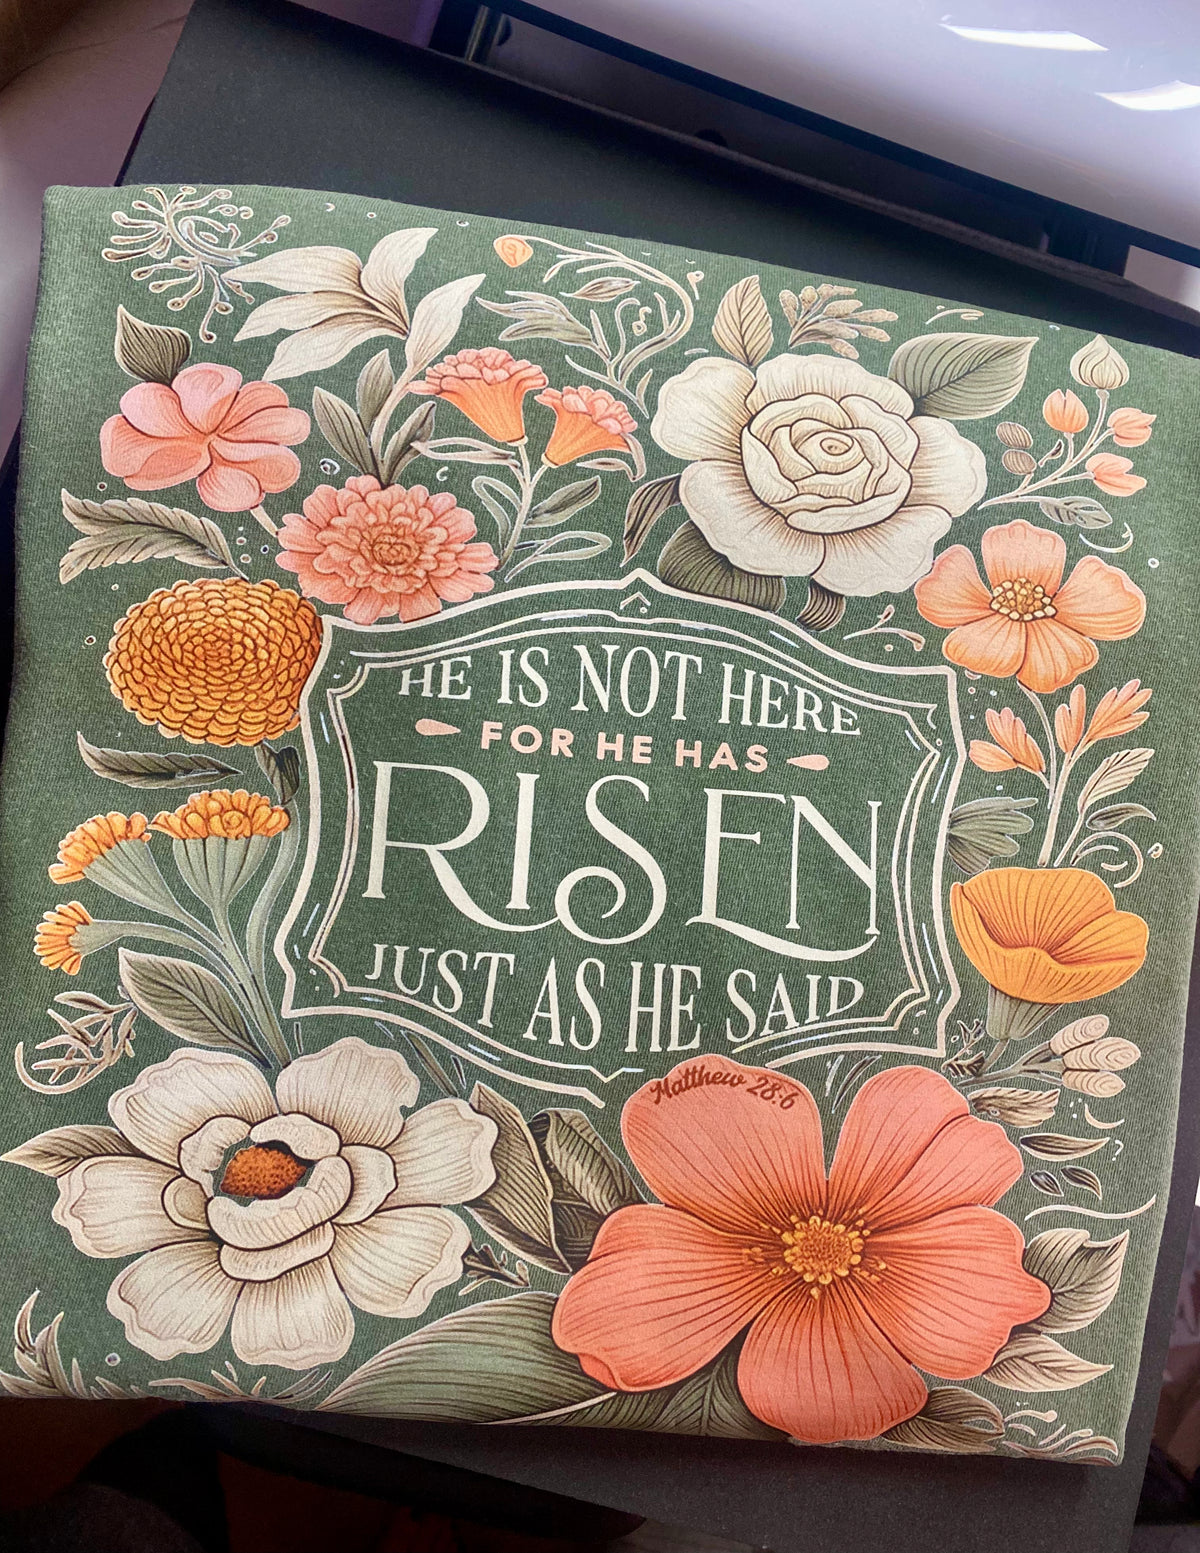 HE IS NOT HERE
FOR HE HAS
RISEN
JUST AS HE SAID
Matthew 28:6